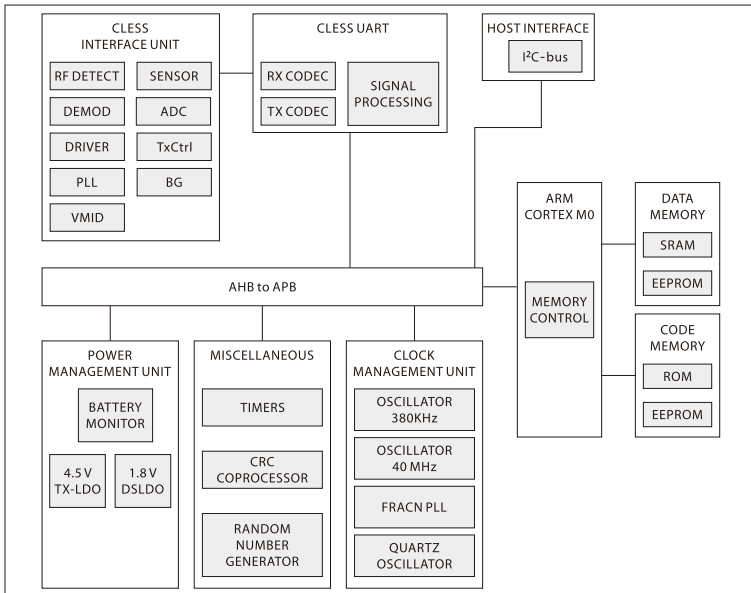 CLESS
INTERFACE UNIT
RF DETECT
SENSOR
DEMOD
ADC
DRIVER
TxCtrl
PLL
BG
VMID
CLESS UART
RX CODEC
TX CODEC
SIGNAL
PROCESSING
HOST INTERFACE
I²C-bus
ARM
CORTEX M0
MEMORY
CONTROL
DATA
MEMORY
SRAM
EEPROM
CODE
MEMORY
ROM
EEPROM
AHB to APB
POWER
MANAGEMENT UNIT
BATTERY
MONITOR
4.5 V
TX-LDO
1.8 V
DSLDO
MISCELLANEOUS
TIMERS
CRC
COPROCESSOR
RANDOM
NUMBER
GENERATOR
CLOCK
MANAGEMENT UNIT
OSCILLATOR
380KHz
OSCILLATOR
40 MHz
FRACN PLL
QUARTZ
OSCILLATOR